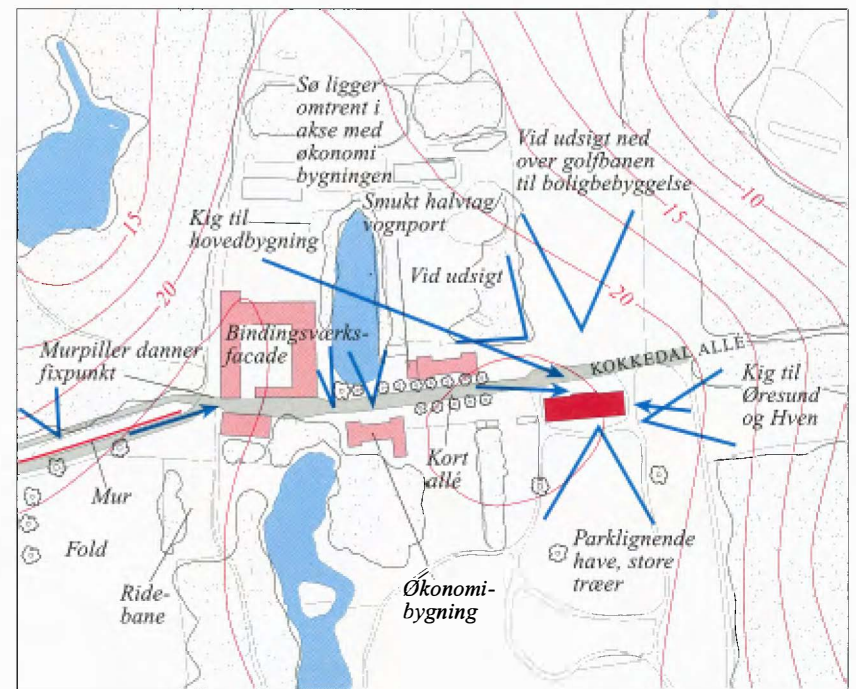 Sø ligger
omtrent i
akse med
økonomi
bygningen
Vid udsigt ned
over golfbanen
til boligbebyggelse
10
15
15
Smukt halvtag/
vognport
Kig til
hovedbygning
Vid udsigt
20
20
Bindingsværks-
facade
Murpiller danner
fixpunkt
KOKKEDAL ALLÉ
Kig til
Øresund
og Hven
Mur
Kort
allé
Fold
Ride-
bane
Økonomi-
bygning
Parklignende
have, store
træer